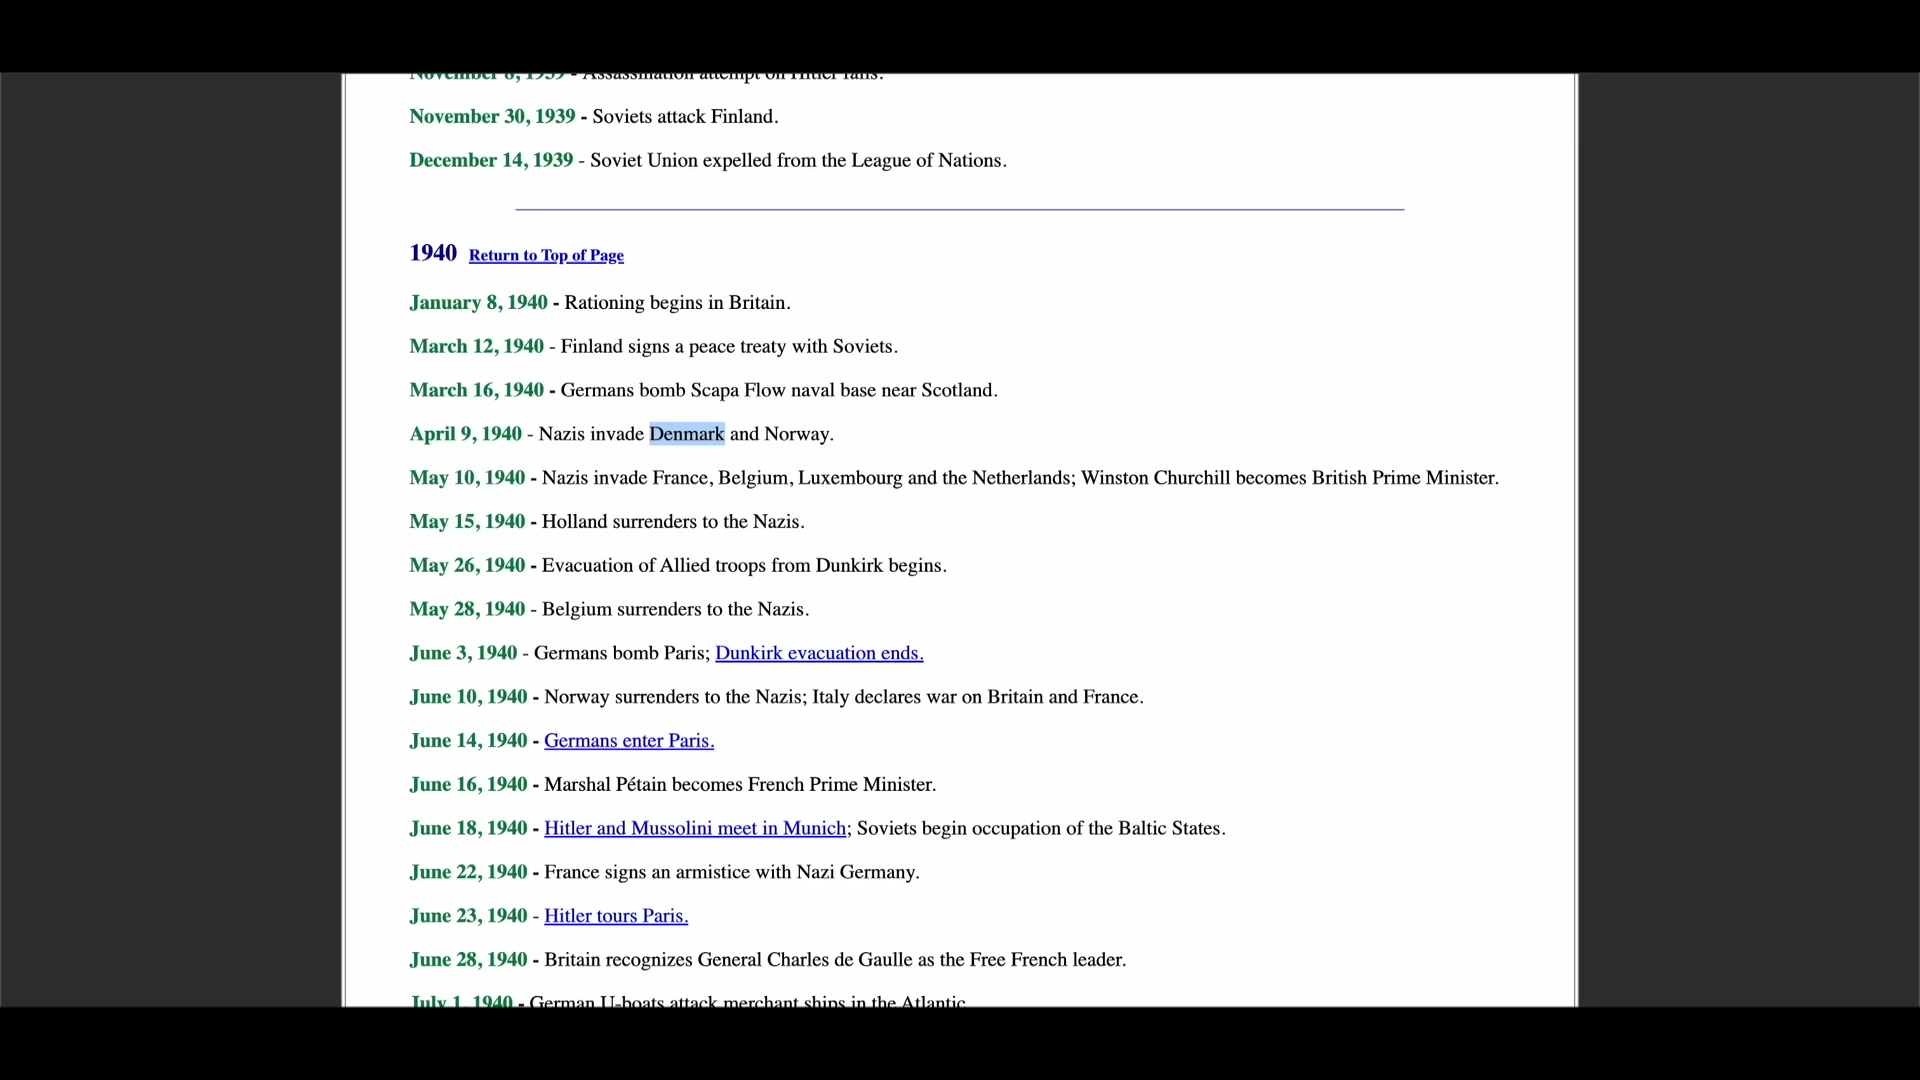 November 8, 1939 - Assassination attempt on Hitler fails.
November 30, 1939 - Soviets attack Finland.
December 14, 1939 - Soviet Union expelled from the League of Nations.
1940 Return to Top of Page
January 8, 1940 - Rationing begins in Britain.
March 12, 1940 - Finland signs a peace treaty with Soviets.
March 16, 1940 - Germans bomb Scapa Flow naval base near Scotland.
April 9, 1940 - Nazis invade Denmark and Norway.
May 10, 1940 - Nazis invade France, Belgium, Luxembourg and the Netherlands; Winston Churchill becomes British Prime Minister.
May 15, 1940 - Holland surrenders to the Nazis.
May 26, 1940 - Evacuation of Allied troops from Dunkirk begins.
May 28, 1940 - Belgium surrenders to the Nazis.
June 3, 1940 - Germans bomb Paris; Dunkirk evacuation ends.
June 10, 1940 - Norway surrenders to the Nazis; Italy declares war on Britain and France.
June 14, 1940 - Germans enter Paris.
June 16, 1940 - Marshal Pétain becomes French Prime Minister.
June 18, 1940 - Hitler and Mussolini meet in Munich; Soviets begin occupation of the Baltic States.
June 22, 1940 - France signs an armistice with Nazi Germany.
June 23, 1940 - Hitler tours Paris.
June 28, 1940 - Britain recognizes General Charles de Gaulle as the Free French leader.
July 1, 1940 - German U-boats attack merchant ships in the Atlantic.